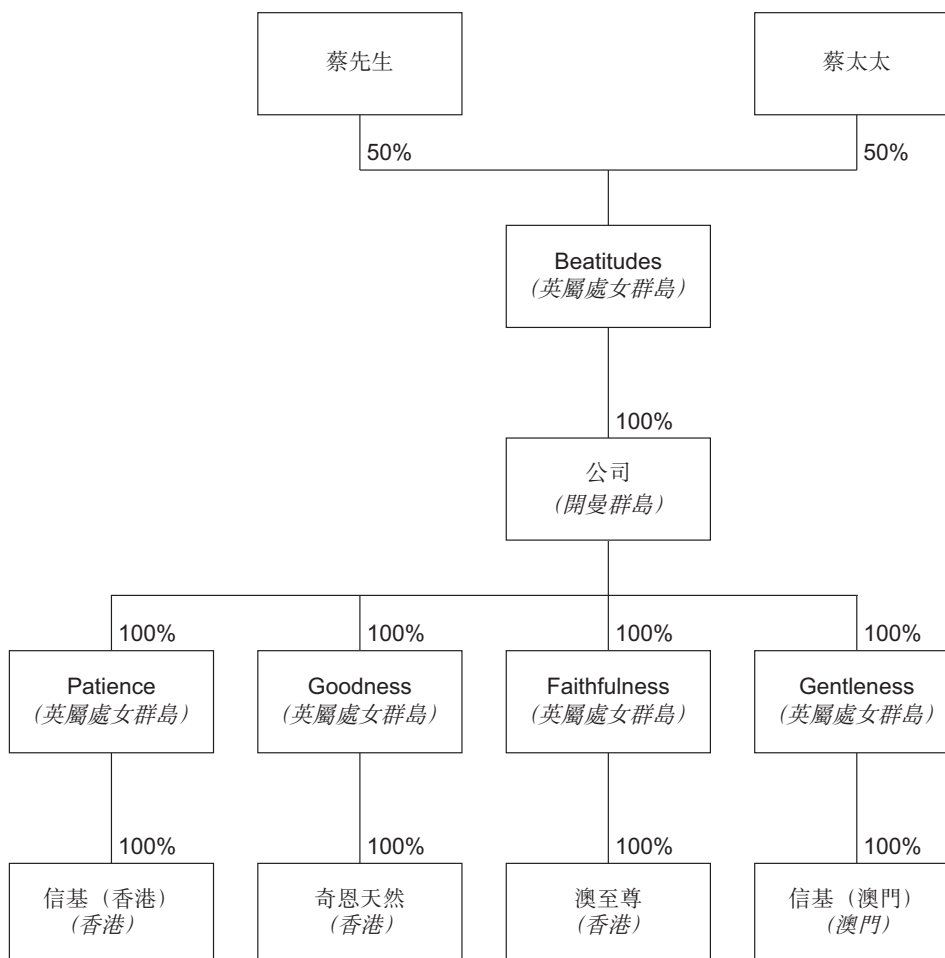 蔡先生
蔡太太
50%
50%
Beatitudes
(英屬處女群島)
100%
公司
(開曼群島)
100%
100%
100%
100%
Patience
(英屬處女群島)
Goodness
(英屬處女群島)
Faithfulness
(英屬處女群島)
Gentleness
(英屬處女群島)
100%
100%
100%
100%
信基（香港）
(香港)
奇恩天然
(香港)
澳至尊
(香港)
信基（澳門）
(澳門)